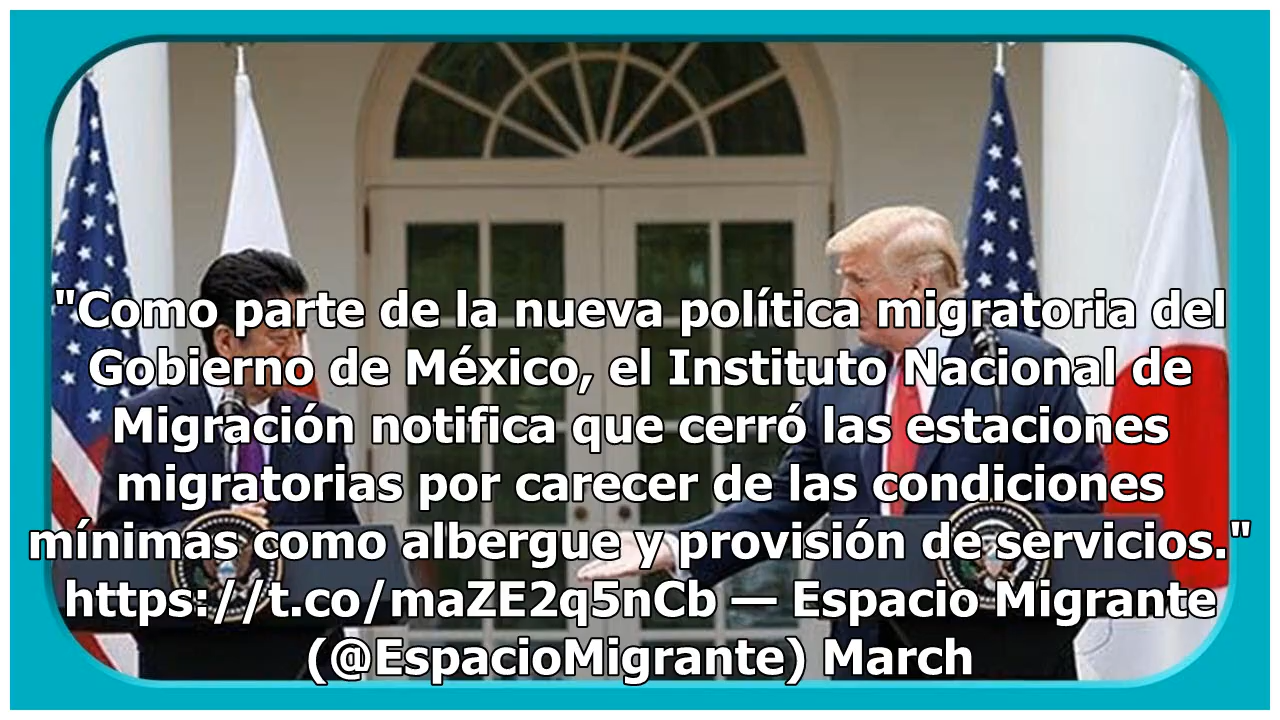 "Como parte de la nueva política migratoria del
Gobierno de México, el Instituto Nacional de
Migración notifica que cerró las estaciones
migratorias por carecer de las condiciones
mínimas como albergue y provisión de servicios."
https://t.co/maZE2q5nCb — Espacio Migrante
(@EspacioMigrante) March